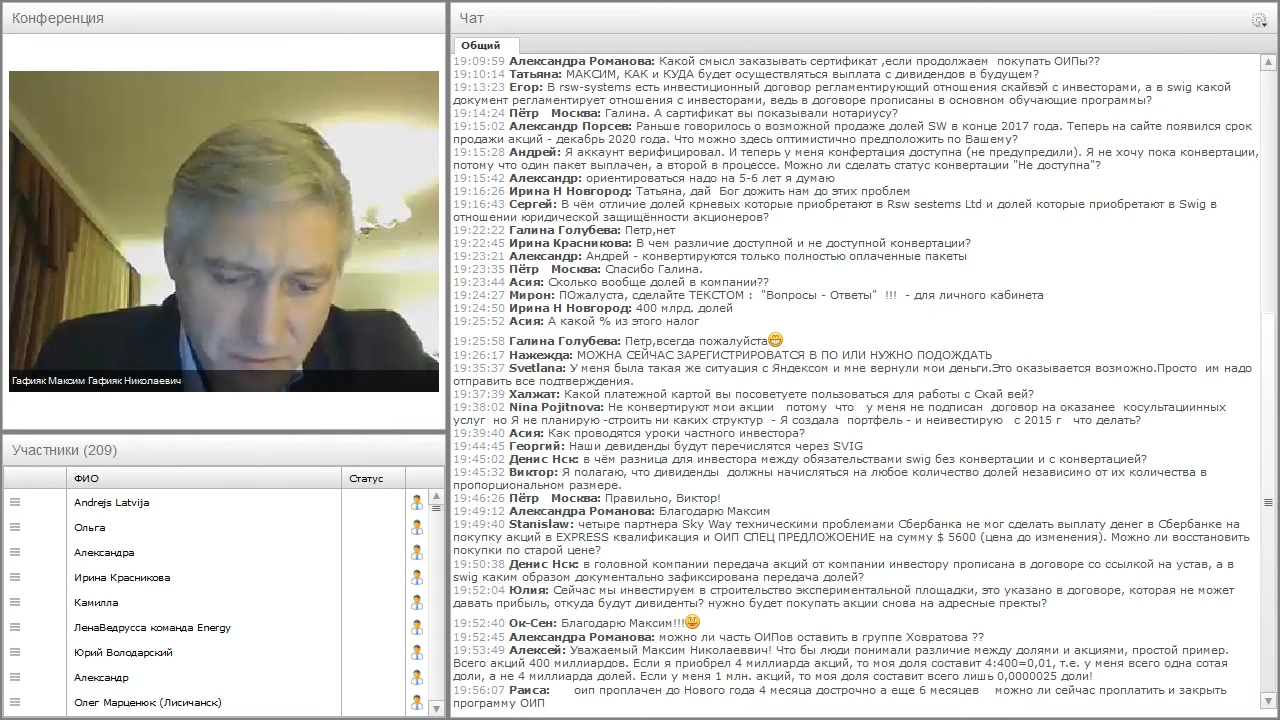 Конференция
Гафияк Максим Гафияк Николаевич
Участники (209)
ФИО
Статус
Andrejs Latvija
Ольга
Александра
Ирина Красникова
Камилла
ЛенаВедрусса команда Energy
Юрий Володарский
Александр
Олег Марценюк (Лисичанск)
Чат
Общий
19:09:59 Александра Романова: Какой смысл заказывать сертификат ,если продолжаем покупать ОИПы??
19:10:14 Татьяна: МАКСИМ, КАК и КУДА будет осуществляться выплата с дивидендов в будущем?
19:13:23 Егор: В rsw-systems есть инвестиционный договор регламентирующий отношения скайвэй с инвесторами, а в swig какой
документ регламентирует отношения с инвесторами, ведь в договоре прописаны в основном обучающие программы?
19:14:24 Пётр Москва: Галина. А сартификат вы показывали нотариусу?
19:15:02 Александр Порсев: Раньше говорилось о возможной продаже долей SW в конце 2017 года. Теперь на сайте появился срок
продажи акций - декабрь 2020 года. Что можно здесь оптимистично предложить по Вашему?
19:15:28 Андрей: Я аккаунт верифицировал. И теперь у меня конфертация доступна (не предупредили). Я не хочу пока конвертации,
потому что один пакет выплачен, а второй в процессе. Можно ли сделать статус конвертации "Не доступна"?
19:15:42 Александр: ориентироваться надо на 5-6 лет я думаю
19:16:26 Ирина Н Новгород: Татьяна, дай Бог дожить нам до этих проблем
19:16:43 Сергей: В чём отличие долей крневых которые приобретают в Rsw sestems Ltd и долей которые приобретают в Swig в
отношении юридической защищённости акционеров?
19:22:22 Галина Голубева: Петр,нет
19:22:45 Ирина Красникова: В чем различие доступной и не доступной конвертации?
19:23:21 Александр: Андрей - конвертируются только полностью оплаченные пакеты
19:23:35 Пётр Москва: Спасибо Галина.
19:23:44 Асия: Сколько вообще долей в компании??
19:24:27 Мирон: ПОжалуста, сделайте ТЕКСТОМ : "Вопросы - Ответы" !!! - для личного кабинета
19:24:50 Ирина Н Новгород: 400 млрд. долей
19:25:52 Асия: А какой % из этого налог
19:25:58 Галина Голубева: Петр,всегда пожалуйста
19:26:17 Нажежда: МОЖНА СЕЙЧАС ЗАРЕГИСТРИРОВАТСЯ В ПО ИЛИ НУЖНО ПОДОЖДАТЬ
19:35:37 Svetlana: У меня была такая же ситуация с Яндексом и мне вернули мои деньги.Это оказывается возможно.Просто им надо
отправить все подтверждения.
19:37:39 Халжат: Какой платежной картой вы посоветуете пользоваться для работы с Скай вей?
19:38:02 Nina Pojitnova: Не конвертируют мои акции потому что у меня не подписан договор на оказанее косультациинных
услуг но Я не планирую -строить ни каких структур - Я создала портфель - и неивестирую с 2015 г что делать?
19:39:40 Асия: Как проводятся уроки частного инвестора?
19:44:45 Георгий: Наши девиденды будут перечислятся через SVIG
19:45:02 Денис Нск: в чём разница для инвестора между обязательствами swig без конвертации и с конвертацией?
19:45:32 Виктор: Я полагаю, что дивиденды должны начисляться на любое количество долей независимо от их количества в
пропорциональном размере.
19:46:26 Пётр Москва: Правильно, Виктор!
19:49:12 Александра Романова: Благодарю Максим
19:49:40 Stanislaw: четыре партнера Sky Way техническими проблемами Сбербанка не мог сделать выплату денег в Сбербанке на
покупку акций в EXPRESS квалификация и ОИП СПЕЦ ПРЕДЛОЖОЕНИЕ на сумму $ 5600 (цена до изменения). Можно ли восстановить
покупки по старой цене?
19:50:38 Денис Нск: в головной компании передача акций от компании инвестору прописана в договоре со ссылкой на устав, а в
swig каким образом документально зафиксирована передача долей?
19:52:04 Юлия: Сейчас мы инвестируем в строительство экспериментальной площадки, это указано в договоре, которая не может
давать прибыль, откуда будут дивиденты? нужно будет покупать акции снова на адресные пректы?
19:52:40 Ок-Сен: Благодарю Максим!!!
19:52:45 Александра Романова: можно ли часть ОИПов оставить в группе Ховратова ??
19:53:49 Алексей: Уважаемый Максим Николаеввич! Что бы люди понимали различие между долями и акциями, простой пример.
Всего акций 400 миллиардов. Если я приобрел 4 миллиарда акций, то моя доля составит 4:400=0,01, т.е. у меня всего одна сотая
доли, а не 4 миллиарда долей. Если у меня 1 млн. акций, то моя доля составит всего лишь 0,0000025 доли!
19:56:07 Раиса: оип проплачен до Нового года 4 месяца дострочно а еще 6 месяцев можно ли сейчас проплатить и закрыть
программу ОИП